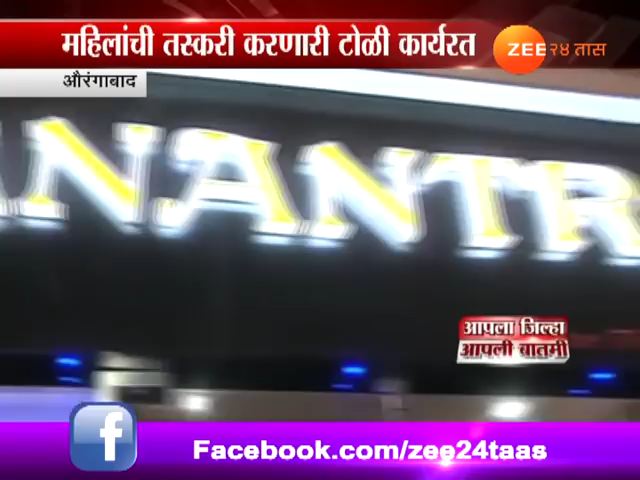 महिलांची तस्करी करणारी टोळी कार्यरत
ZEE २४ तास
औरंगाबाद
ANANTR
आपला जिल्हा
आपली बातमी
f
Facebook.com/zee24taas